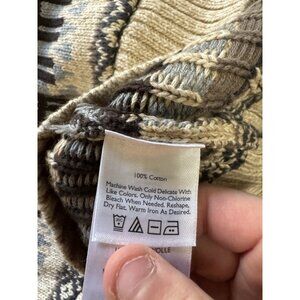 100% Cotton
Machine Wash Cold Delicate With
Like Colors. Only Non-Chlorine
Bleach When Needed. Reshape,
Dry Flat. Warm Iron As Desired.